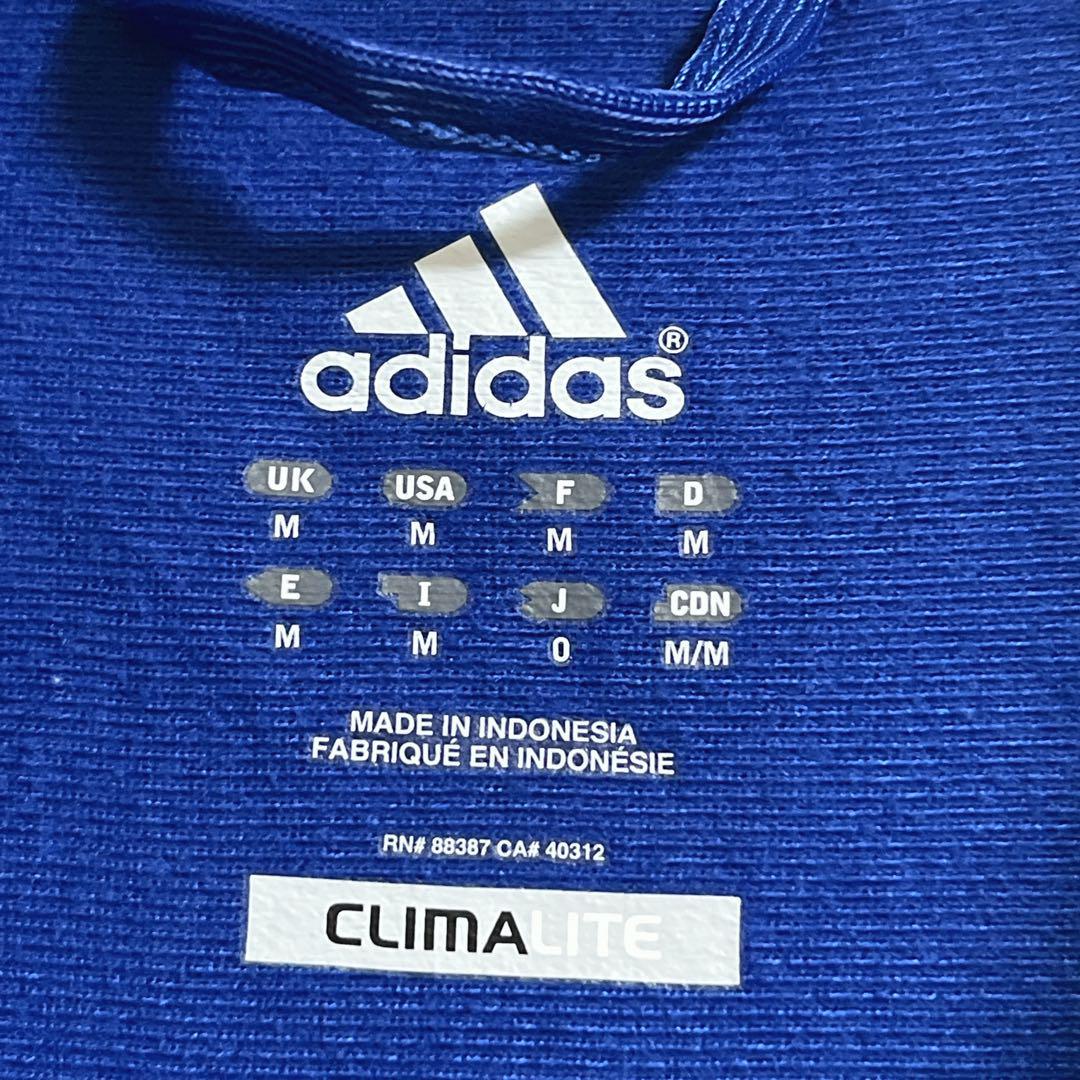 adidas®
UK USA F D
M M M M
E I J CDN
M M O M/M
MADE IN INDONESIA
FABRIQUÉ EN INDONÉSIE
RN# 88387 CA# 40312
CLIMALITE